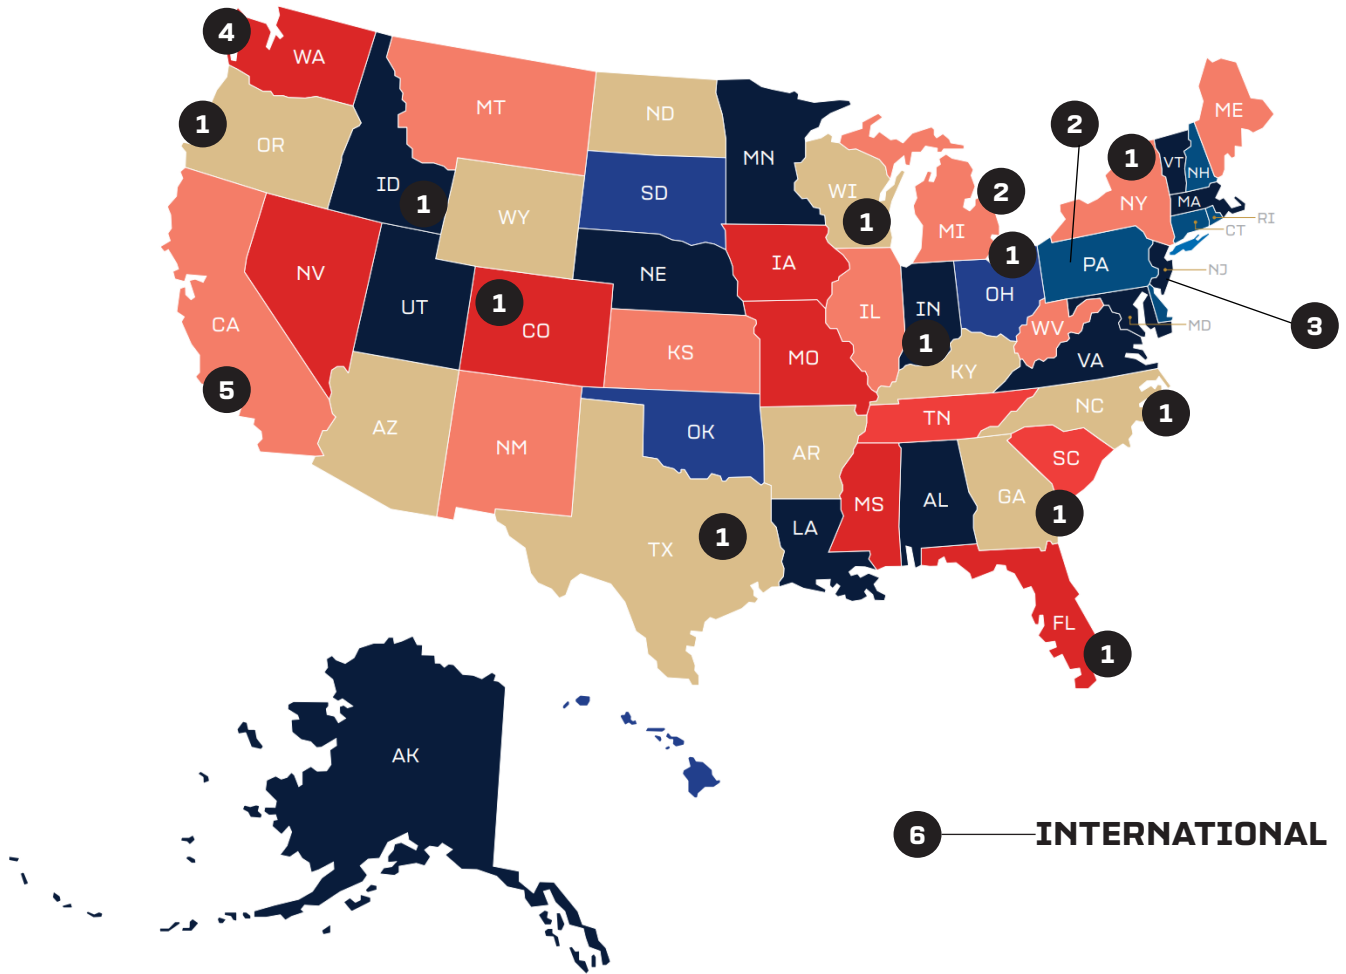 4
WA
1
OR
MT
ND
MN
ID
1
WY
SD
WI
1
MI
2
2
1
NY
VT
NH
ME
MA
RI
CT
NJ
3
MD
PA
1
OH
NV
UT
CO
1
NE
IA
IL
IN
1
WV
VA
CA
5
KS
MO
KY
NC
1
AZ
NM
OK
AR
TN
SC
TX
1
LA
MS
AL
GA
1
FL
1
AK
6
INTERNATIONAL